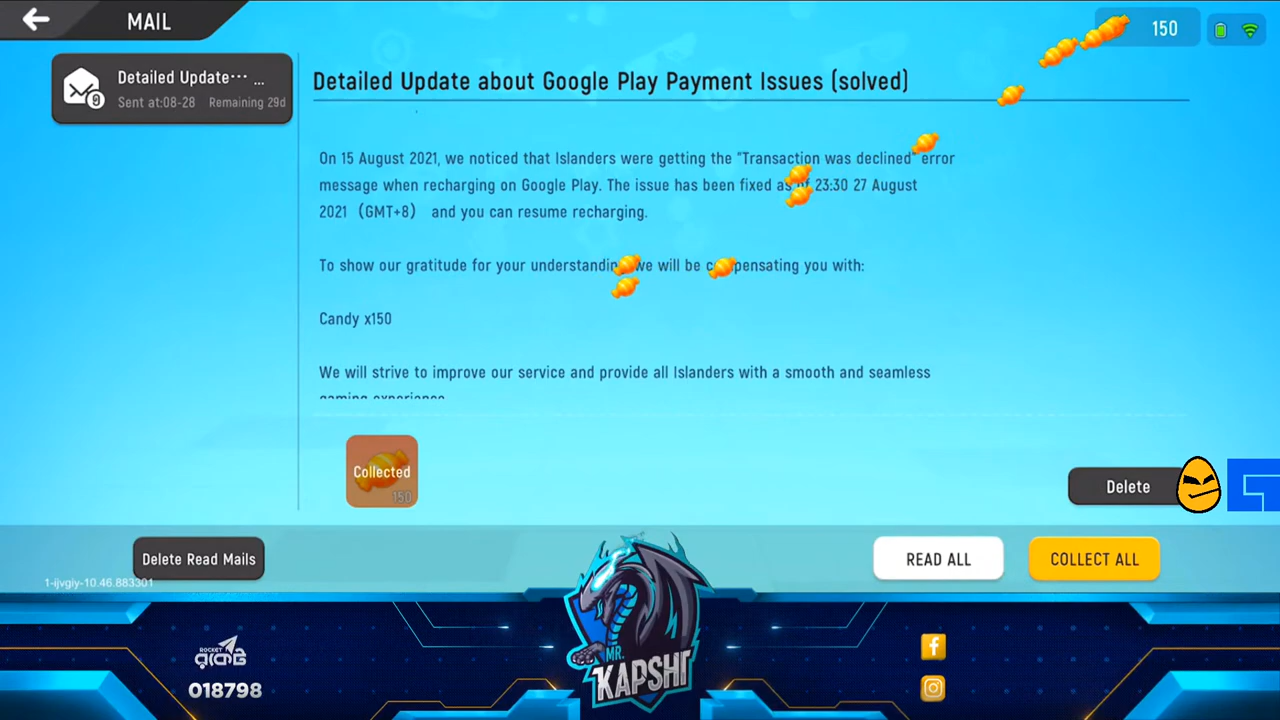 MAIL
150
Detailed Update··· ...
Sent at:08-28 Remaining 29d
Detailed Update about Google Play Payment Issues (solved)
On 15 August 2021, we noticed that Islanders were getting the "Transaction was declined" error
message when recharging on Google Play. The issue has been fixed as of 23:30 27 August
2021 (GMT+8) and you can resume recharging.
To show our gratitude for your understanding we will be compensating you with:
Candy x150
We will strive to improve our service and provide all Islanders with a smooth and seamless
gaming experience
Collected
150
Delete
Delete Read Mails
READ ALL
COLLECT ALL
1-ijvgiy-10.46.883301
ROCKET
018798
MR.
KAPSHI